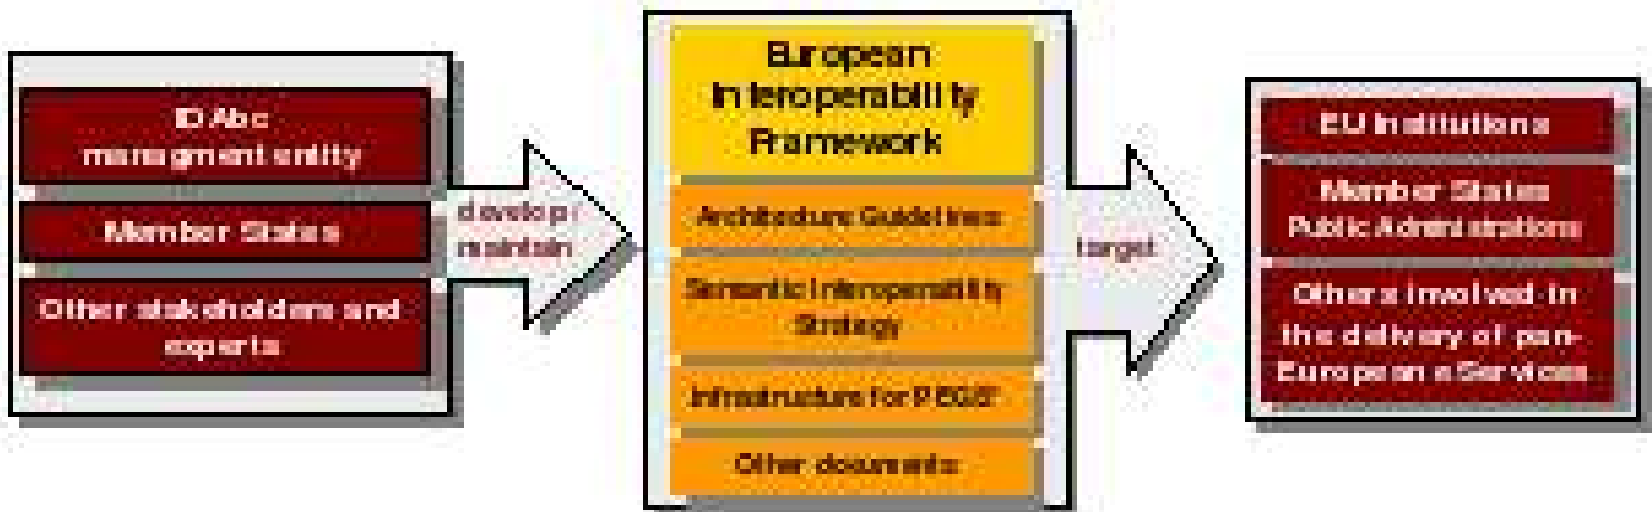 IDAbc
managment entity
Member States
Other stakeholders and
experts
develop
maintain
European
Interoperability
Framework
Architecture Guidelines
Semantic Interoperability
Strategy
Infrastructure for PEGS
Other documents
target
EU Institutions
Member States
Public Administrations
Others involved in
the delivery of pan-
European eServices